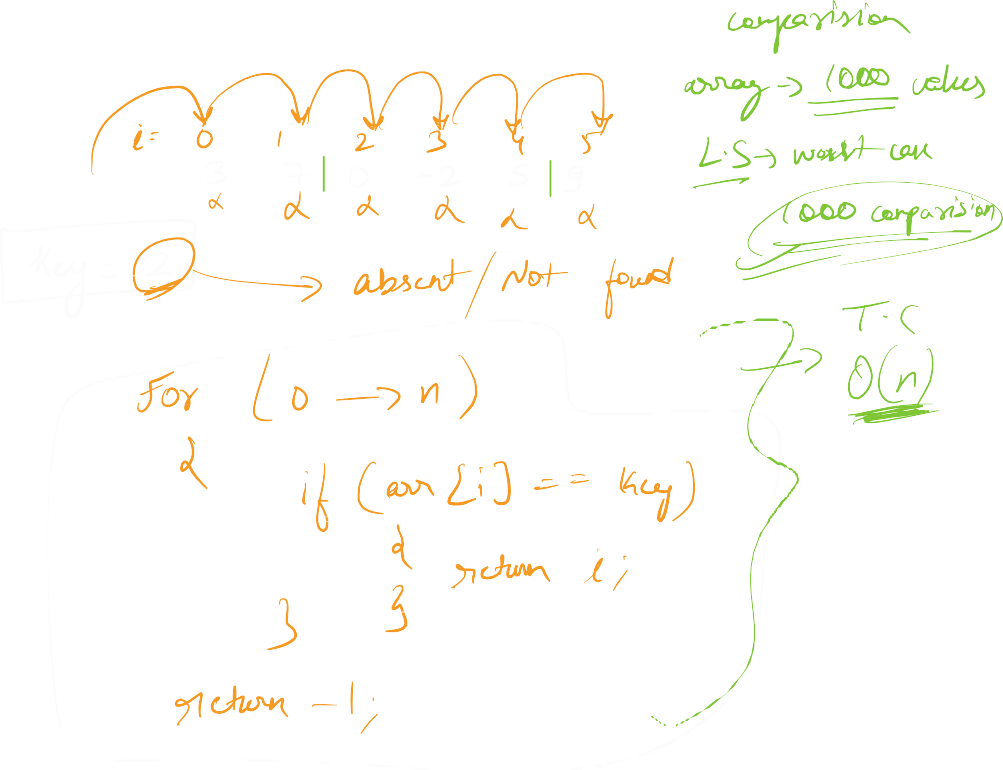 comparision
array → 1000 values
L.S → worst case
1000 comparision
i = 0 1 2 3 4 5
x x x x x x
→ absent / Not found
For ( 0 → n )
{
if (arr [i] == key)
{
return i;
}
}
return -1;
→ T.C
O(n)